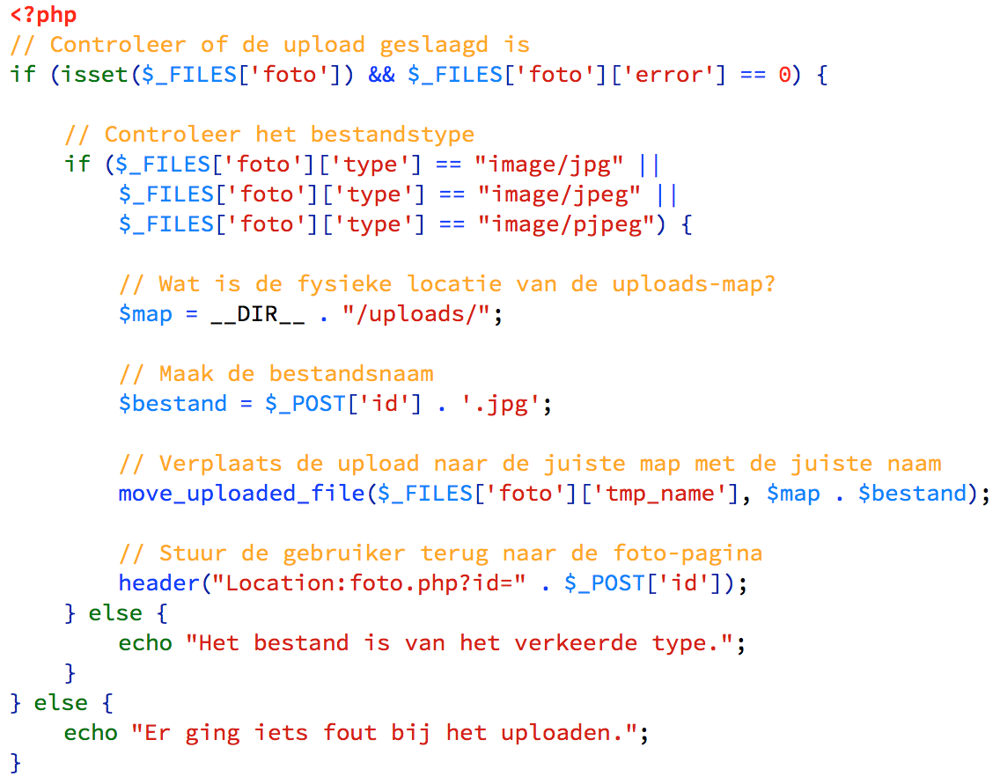 <?php
// Controleer of de upload geslaagd is
if (isset($_FILES['foto']) && $_FILES['foto']['error'] == 0) {
// Controleer het bestandstype
if ($_FILES['foto']['type'] == "image/jpg" ||
$_FILES['foto']['type'] == "image/jpeg" ||
$_FILES['foto']['type'] == "image/pjpeg") {
// Wat is de fysieke locatie van de uploads-map?
$map = __DIR__ . "/uploads/";
// Maak de bestandsnaam
$bestand = $_POST['id'] . '.jpg';
// Verplaats de upload naar de juiste map met de juiste naam
move_uploaded_file($_FILES['foto']['tmp_name'], $map . $bestand);
// Stuur de gebruiker terug naar de foto-pagina
header("Location:foto.php?id=" . $_POST['id']);
} else {
echo "Het bestand is van het verkeerde type.";
}
} else {
echo "Er ging iets fout bij het uploaden.";
}